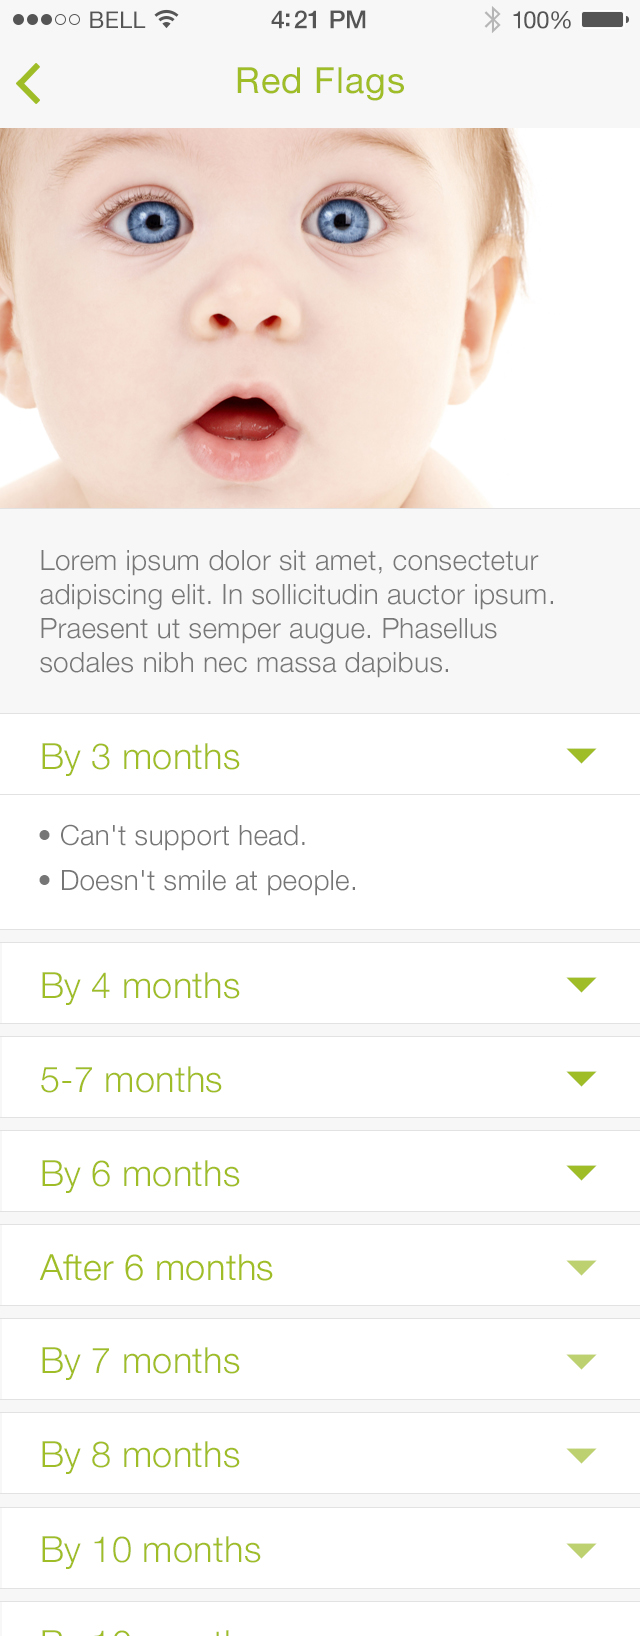 BELL 4:21 PM 100%
Red Flags
Lorem ipsum dolor sit amet, consectetur
adipiscing elit. In sollicitudin auctor ipsum.
Praesent ut semper augue. Phasellus
sodales nibh nec massa dapibus.
By 3 months
• Can't support head.
• Doesn't smile at people.
By 4 months
5-7 months
By 6 months
After 6 months
By 7 months
By 8 months
By 10 months